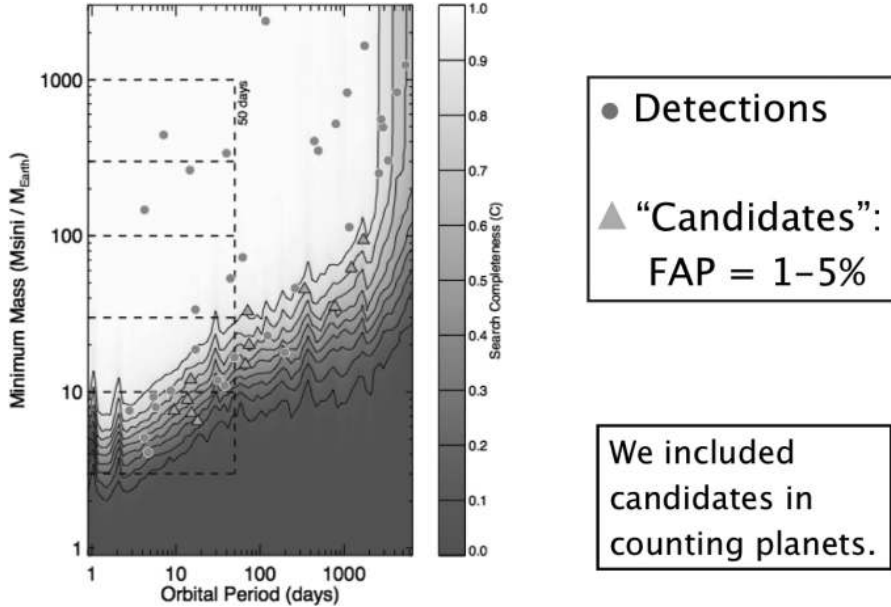 Minimum Mass (Msini / M_Earth)
1000
100
10
1
50 days
1 10 100 1000
Orbital Period (days)
1.0
0.9
0.8
0.7
0.6
0.5
0.4
0.3
0.2
0.1
0.0
Search Completeness (C)
Detections
“Candidates”:
FAP = 1–5%
We included
candidates in
counting planets.